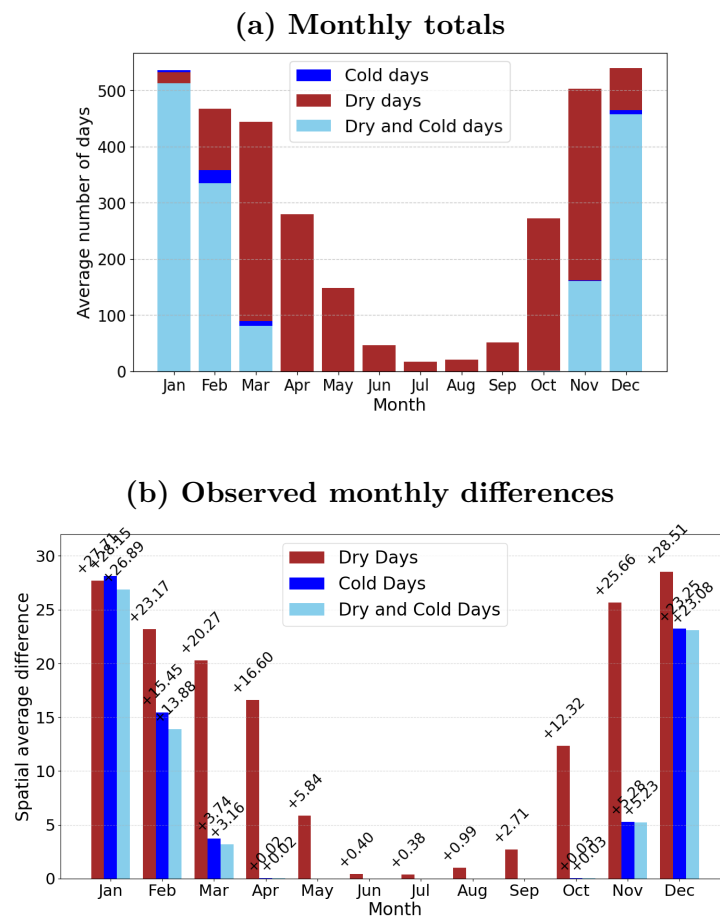 (a) Monthly totals
Average number of days
500
400
300
200
100
0
Cold days
Dry days
Dry and Cold days
Jan Feb Mar Apr May Jun Jul Aug Sep Oct Nov Dec
Month
(b) Observed monthly differences
Spatial average difference
30
25
20
15
10
5
0
Dry Days
Cold Days
Dry and Cold Days
+27.71
+28.15
+26.89
+23.17
+15.45
+13.88
+20.27
+3.74
+3.16
+16.60
+0.02
+0.02
+5.84
+0.40
+0.38
+0.99
+2.71
+12.32
+0.03
+0.03
+25.66
+5.28
+5.23
+28.51
+23.25
+23.08
Jan Feb Mar Apr May Jun Jul Aug Sep Oct Nov Dec
Month